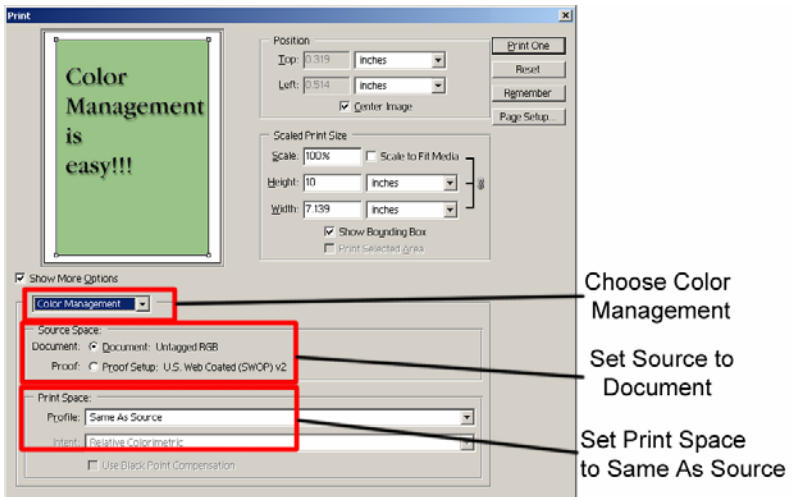 Print
Color
Management
is
easy!!!
Position
Top: 0.319 inches
Left: 0.514 inches
Center Image
Scaled Print Size
Scale: 100% Scale to Fit Media
Height: 10 inches
Width: 7.139 inches
Show Bounding Box
Print Selected Area
Print One
Reset
Remember
Page Setup...
Show More Options
Color Management
Source Space:
Document: Document: Untagged RGB
Proof: Proof Setup: U.S. Web Coated (SWOP) v2
Print Space:
Profile: Same As Source
Intent: Relative Colorimetric
Use Black Point Compensation
Choose Color
Management
Set Source to
Document
Set Print Space
to Same As Source